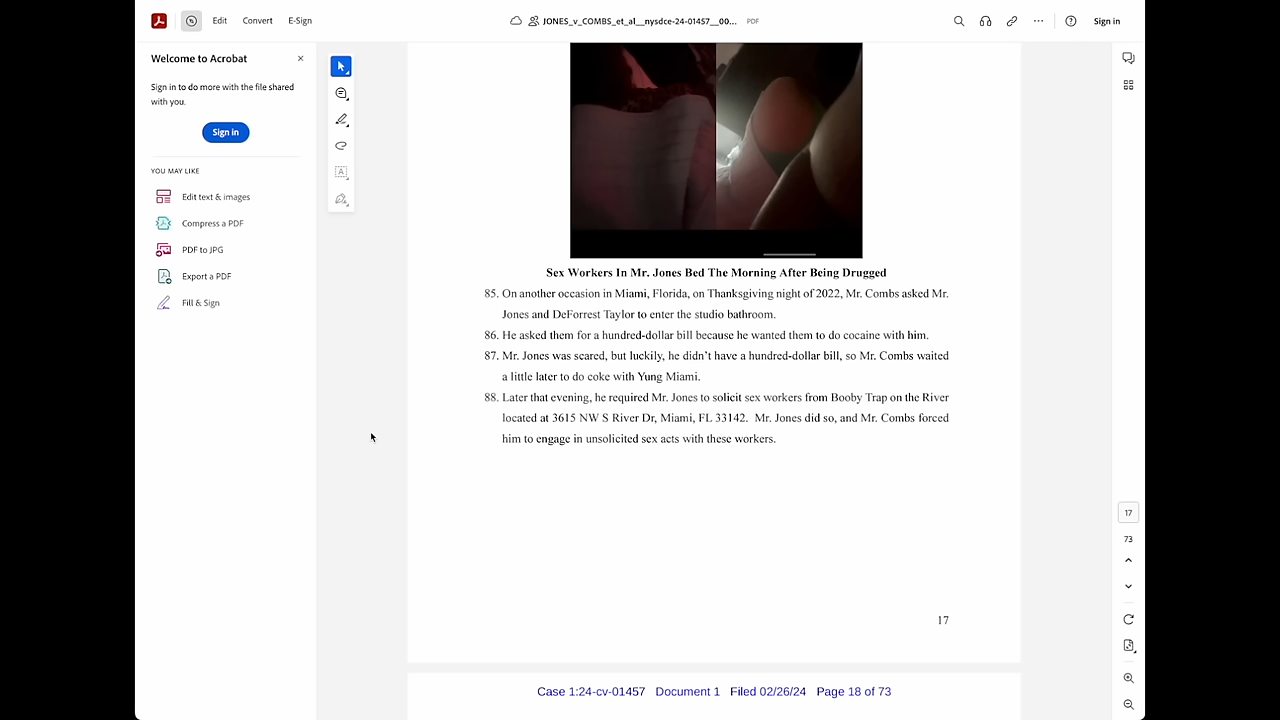 Edit
Convert
E-Sign
JONES_v_COMBS_et_al__nysdce-24-01457__00...
PDF
Sign in
Welcome to Acrobat
Sign in to do more with the file shared
with you.
Sign in
YOU MAY LIKE
Edit text & images
Compress a PDF
PDF to JPG
Export a PDF
Fill & Sign
Sex Workers In Mr. Jones Bed The Morning After Being Drugged
85. On another occasion in Miami, Florida, on Thanksgiving night of 2022, Mr. Combs asked Mr.
Jones and DeForrest Taylor to enter the studio bathroom.
86. He asked them for a hundred-dollar bill because he wanted them to do cocaine with him.
87. Mr. Jones was scared, but luckily, he didn't have a hundred-dollar bill, so Mr. Combs waited
a little later to do coke with Yung Miami.
88. Later that evening, he required Mr. Jones to solicit sex workers from Booby Trap on the River
located at 3615 NW S River Dr, Miami, FL 33142. Mr. Jones did so, and Mr. Combs forced
him to engage in unsolicited sex acts with these workers.
17
17
73
Case 1:24-cv-01457 Document 1 Filed 02/26/24 Page 18 of 73